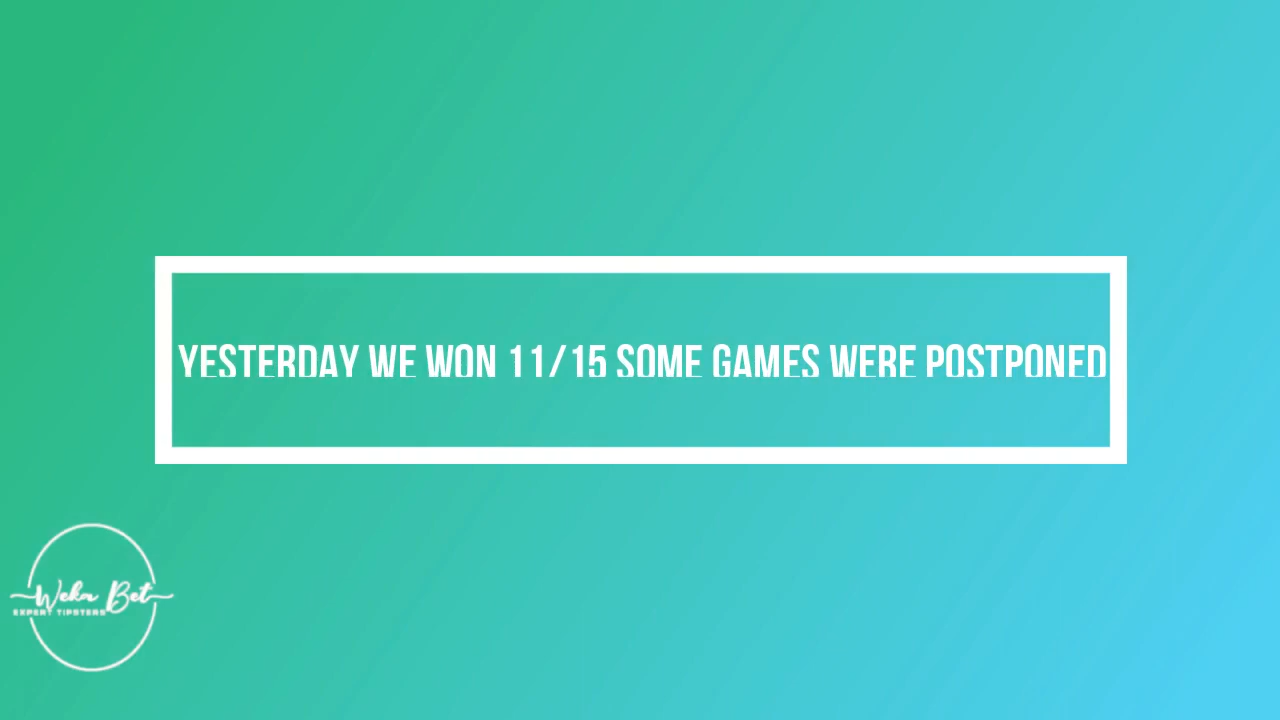 YESTERDAY WE WON 11/15 SOME GAMES WERE POSTPONED
Weka Bet
EXPERT TIPSTERS